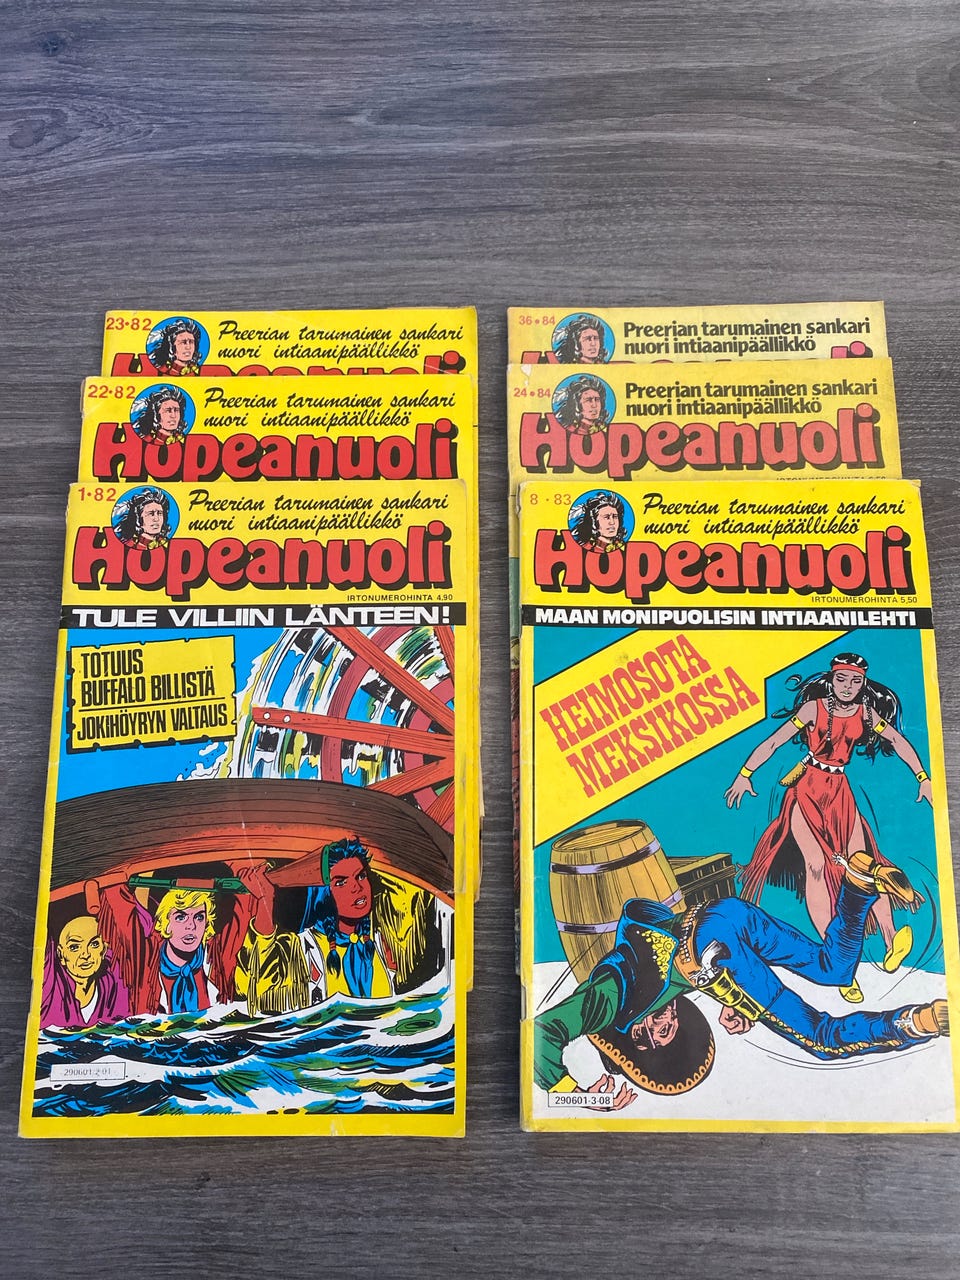 23•82
Preerian tarumainen sankari
nuori intiaanipäällikkö
Hopeanuoli
22•82
Preerian tarumainen sankari
nuori intiaanipäällikkö
Hopeanuoli
1•82
Preerian tarumainen sankari
nuori intiaanipäällikkö
Hopeanuoli
IRTONUMEROHINTA 4,90
TULE VILLIIN LÄNTEEN!
TOTUUS
BUFFALO BILLISTÄ
JOKIHÖYRYN VALTAUS
290601-2-01
36•84
Preerian tarumainen sankari
nuori intiaanipäällikkö
24•84
Preerian tarumainen sankari
nuori intiaanipäällikkö
Hopeanuoli
8 • 83
Preerian tarumainen sankari
nuori intiaanipäällikkö
Hopeanuoli
IRTONUMEROHINTA 5,50
MAAN MONIPUOLISIN INTIAANILEHTI
HEIMOSOTA
MEKSIKOSSA
290601-3-08